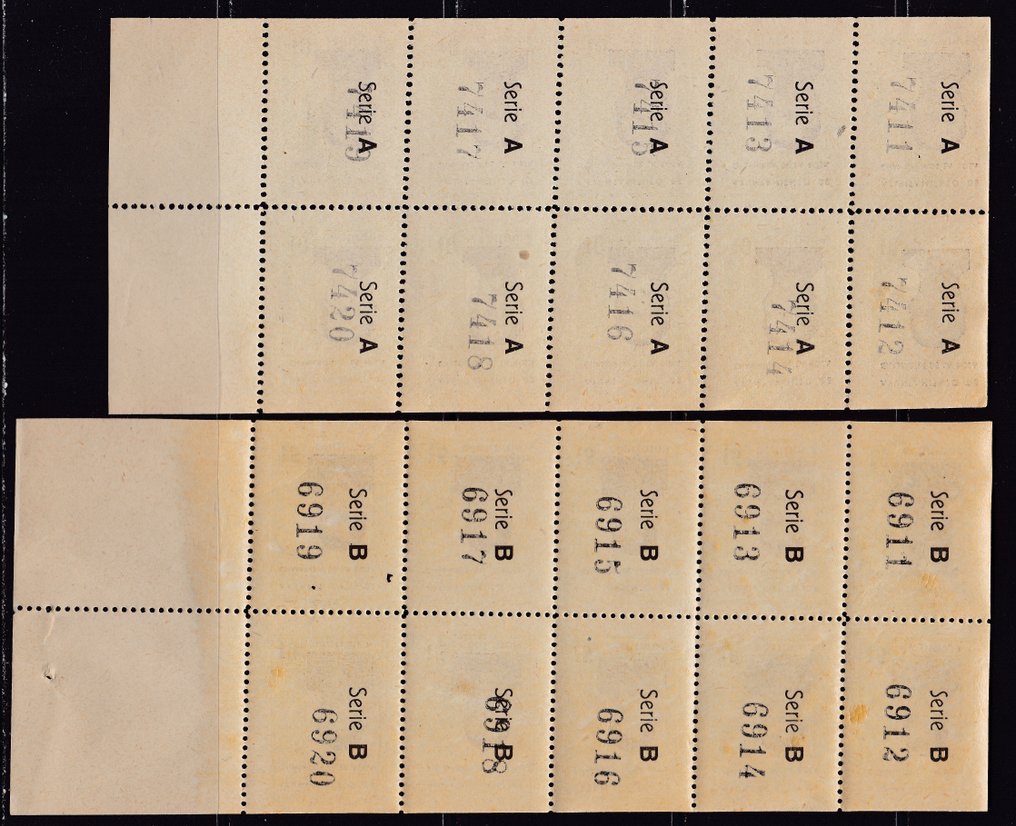 Serie A
7411
Serie A
7412
Serie A
7413
Serie A
7414
Serie A
7415
Serie A
7416
Serie A
7417
Serie A
7418
Serie A
7419
Serie A
7420
Serie B
6911
Serie B
6912
Serie B
6913
Serie B
6914
Serie B
6915
Serie B
6916
Serie B
6917
Serie B
6918
Serie B
6919
Serie B
6920